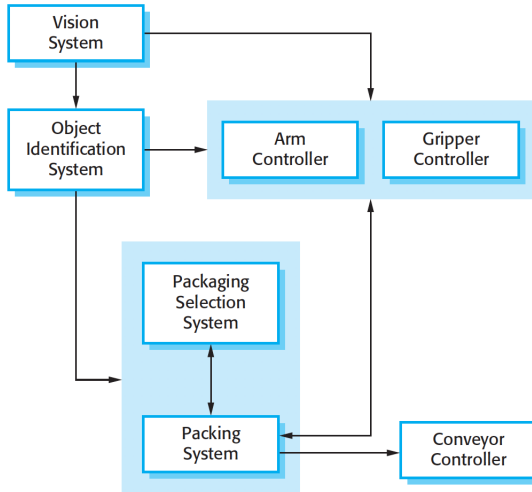 Vision
System
Object
Identification
System
Arm
Controller
Gripper
Controller
Packaging
Selection
System
Packing
System
Conveyor
Controller